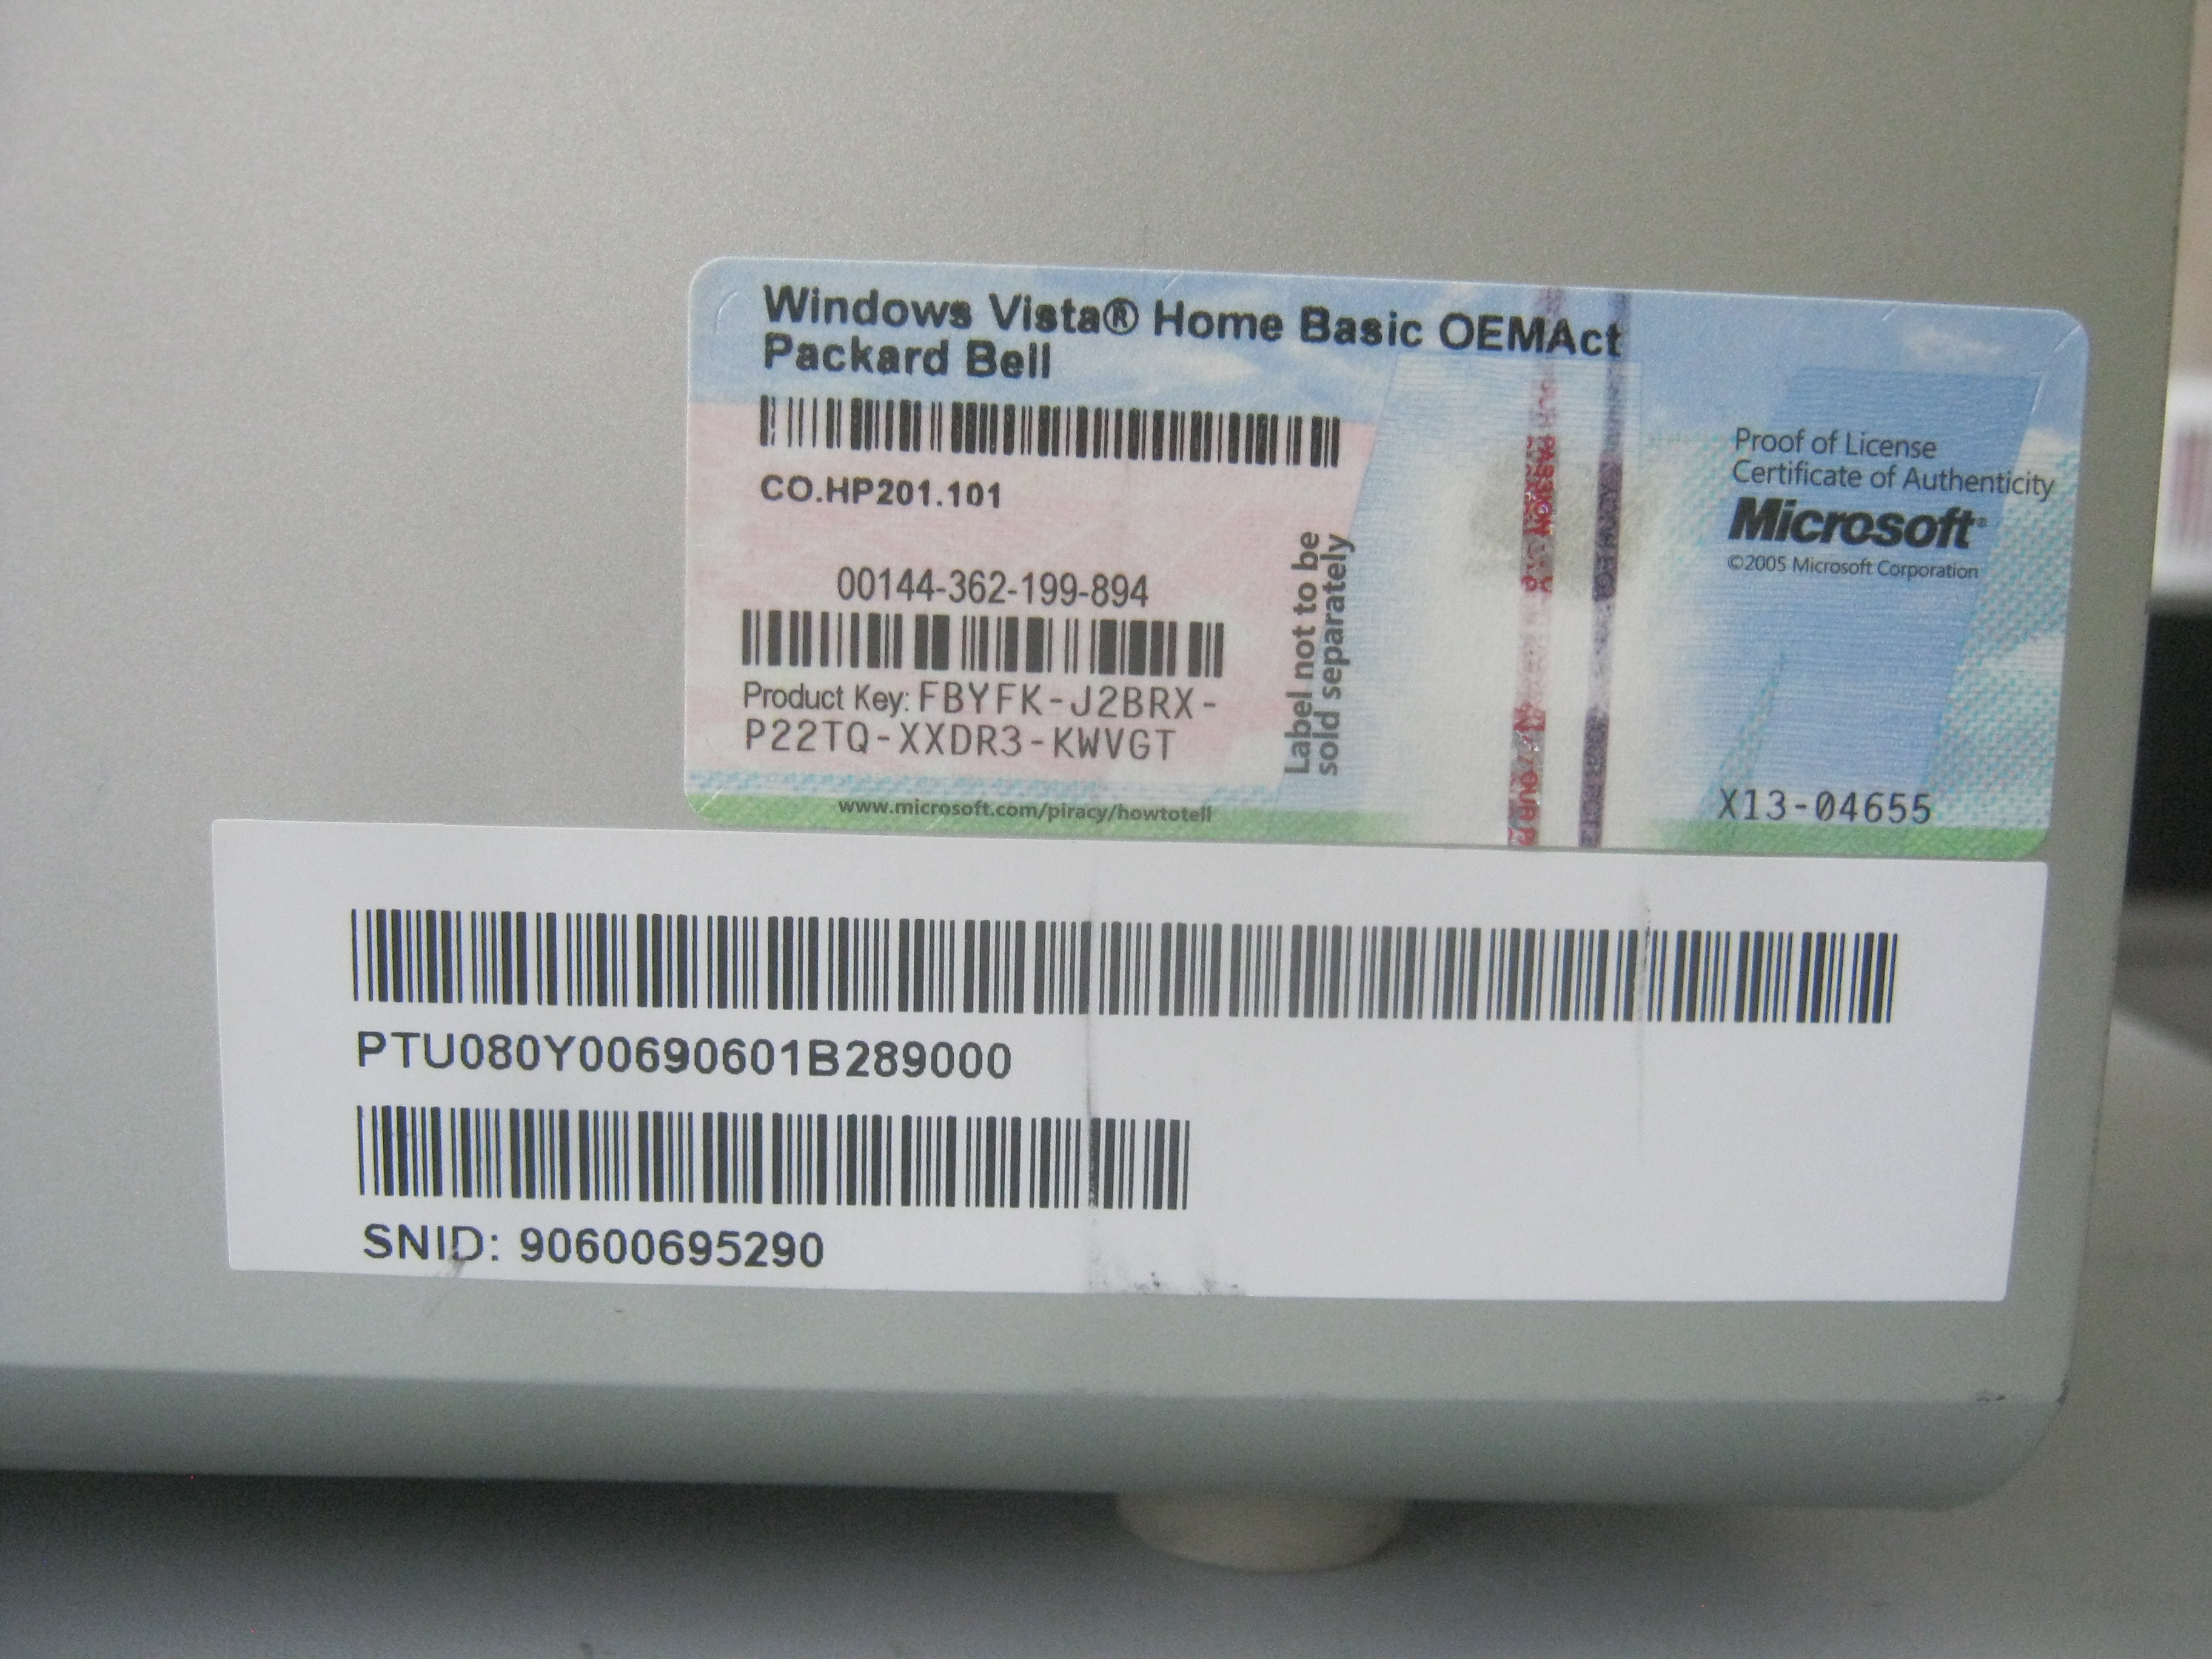 Windows Vista® Home Basic OEMAct
Packard Bell
CO.HP201.101
00144-362-199-894
Product Key: FBYFK-J2BRX-
P22TQ-XXDR3-KWVGT
www.microsoft.com/piracy/howtotell
Label not to be
sold separately
Proof of License
Certificate of Authenticity
Microsoft®
©2005 Microsoft Corporation
X13-04655
PTU080Y00690601B289000
SNID: 90600695290